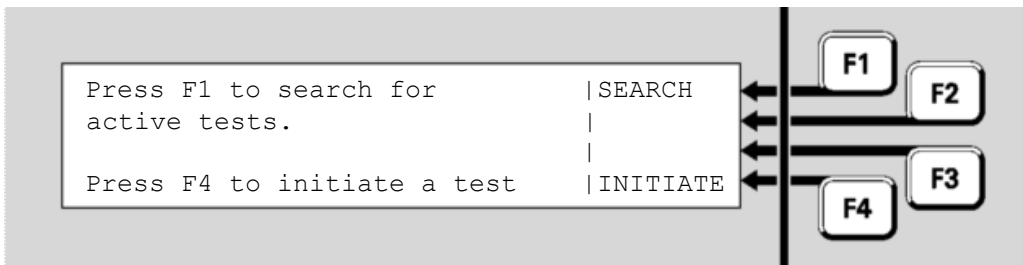 Press F1 to search for |SEARCH
active tests. |
|
Press F4 to initiate a test |INITIATE
F1
F2
F3
F4